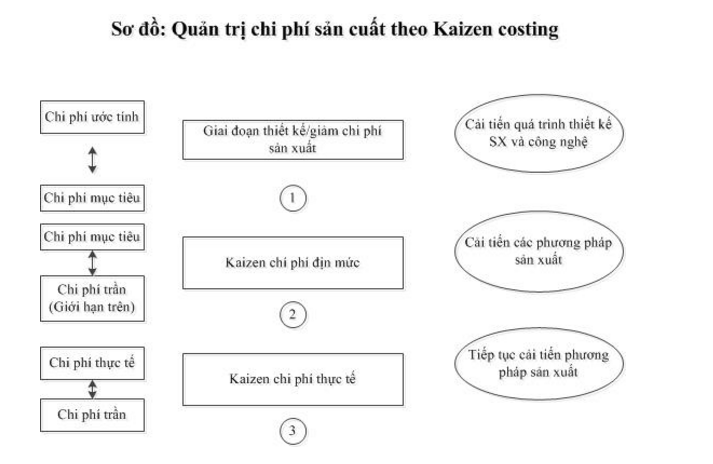 Sơ đồ: Quản trị chi phí sản cuất theo Kaizen costing
Chi phí ước tính
Giai đoạn thiết kế/giảm chi phí
sản xuất
Cải tiến quá trình thiết kế
SX và công nghệ
Chi phí mục tiêu
1
Chi phí mục tiêu
Chi phí trần
(Giới hạn trên)
Kaizen chi phí địn mức
2
Cải tiến các phương pháp
sản xuất
Chi phí thực tế
Chi phí trần
Kaizen chi phí thực tế
3
Tiếp tục cải tiến phương
pháp sản xuất